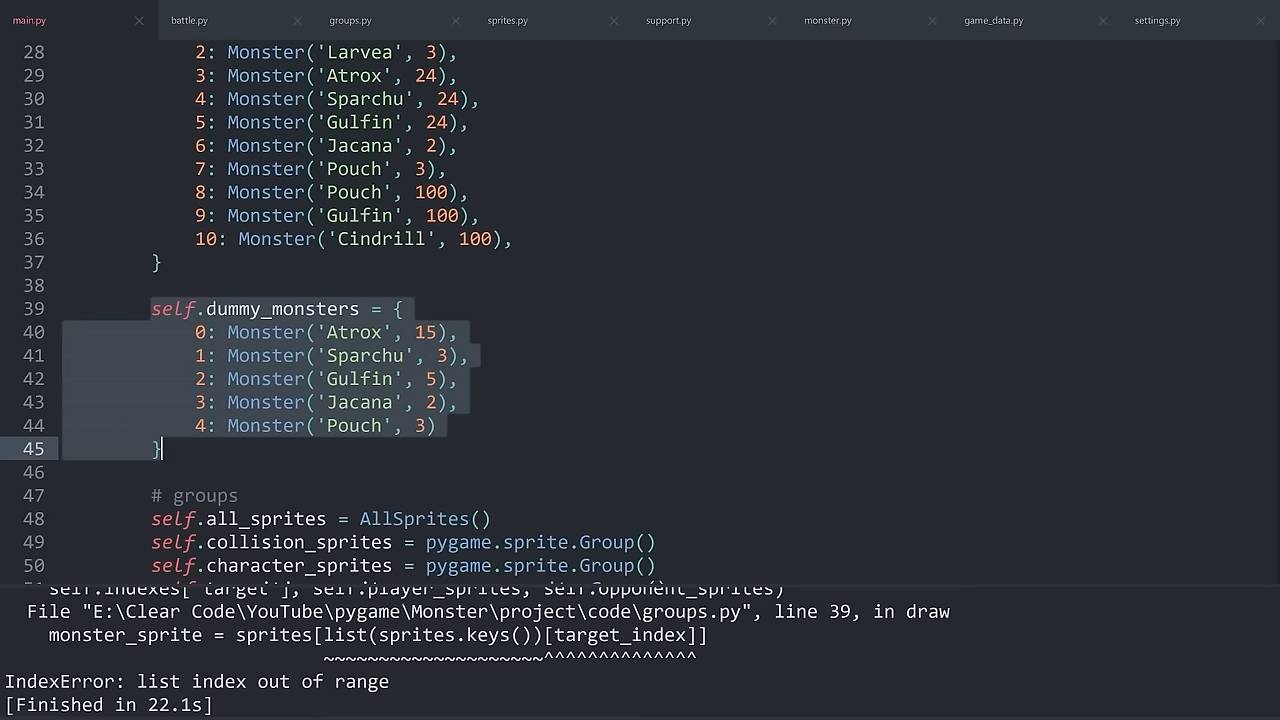 main.py battle.py groups.py sprites.py support.py monster.py game_data.py settings.py
28 2: Monster('Larvea', 3),
29 3: Monster('Atrox', 24),
30 4: Monster('Sparchu', 24),
31 5: Monster('Gulfin', 24),
32 6: Monster('Jacana', 2),
33 7: Monster('Pouch', 3),
34 8: Monster('Pouch', 100),
35 9: Monster('Gulfin', 100),
36 10: Monster('Cindrill', 100),
37 }
38
39 self.dummy_monsters = {
40 0: Monster('Atrox', 15),
41 1: Monster('Sparchu', 3),
42 2: Monster('Gulfin', 5),
43 3: Monster('Jacana', 2),
44 4: Monster('Pouch', 3)
45 }
46
47 # groups
48 self.all_sprites = AllSprites()
49 self.collision_sprites = pygame.sprite.Group()
50 self.character_sprites = pygame.sprite.Group()
self.indexes['target'], self.player_sprites, self.opponent_sprites)
File "E:\Clear Code\YouTube\pygame\Monster\project\code\groups.py", line 39, in draw
monster_sprite = sprites[list(sprites.keys())[target_index]]
~~~~~~~~~~~~~~~~~~~~^^^^^^^^^^^^^^
IndexError: list index out of range
[Finished in 22.1s]